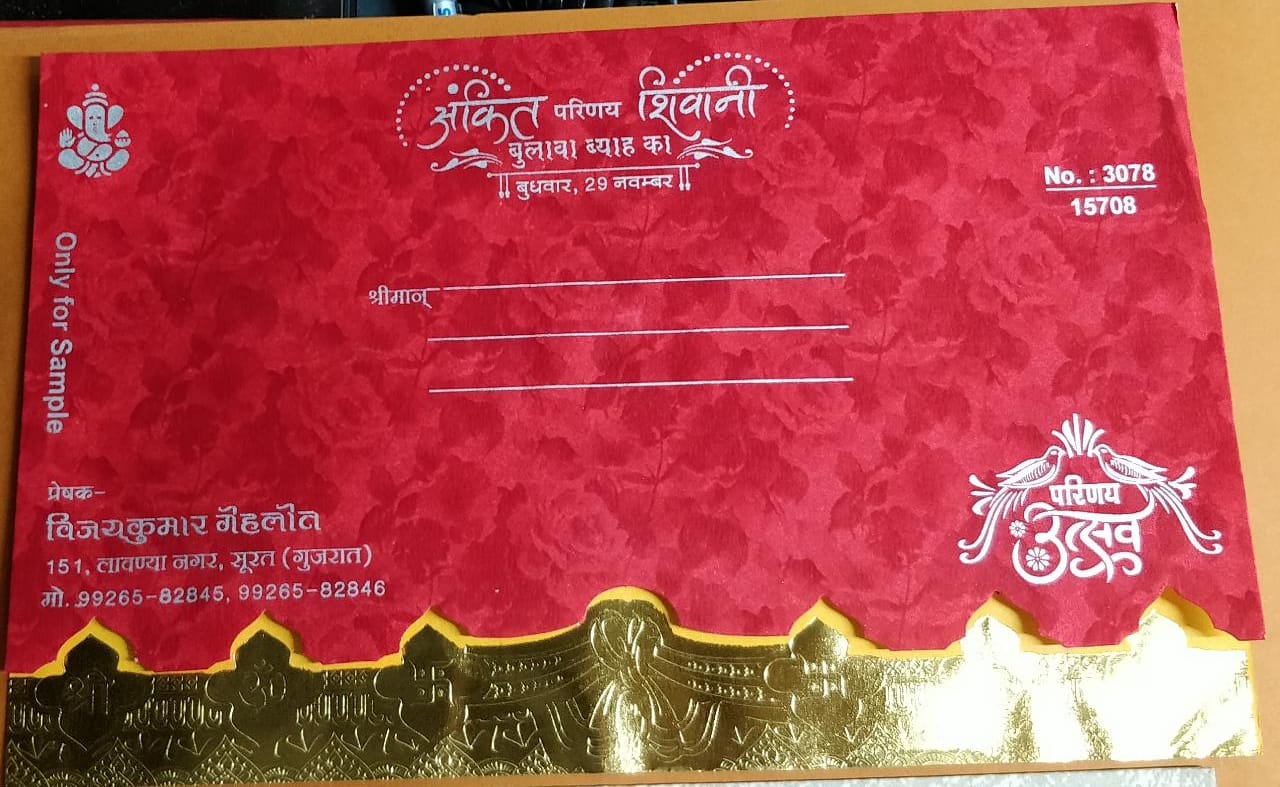 अंकित परिणय शिवानी
बुलावा ब्याह का
बुधवार, 29 नवम्बर
No. : 3078
15708
Only for Sample
श्रीमान्
प्रेषक-
विजयकुमार गेहलोत
151, लावण्या नगर, सूरत (गुजरात)
मो. 99265-82845, 99265-82846
परिणय
उत्सव
श्री ॐ 卐